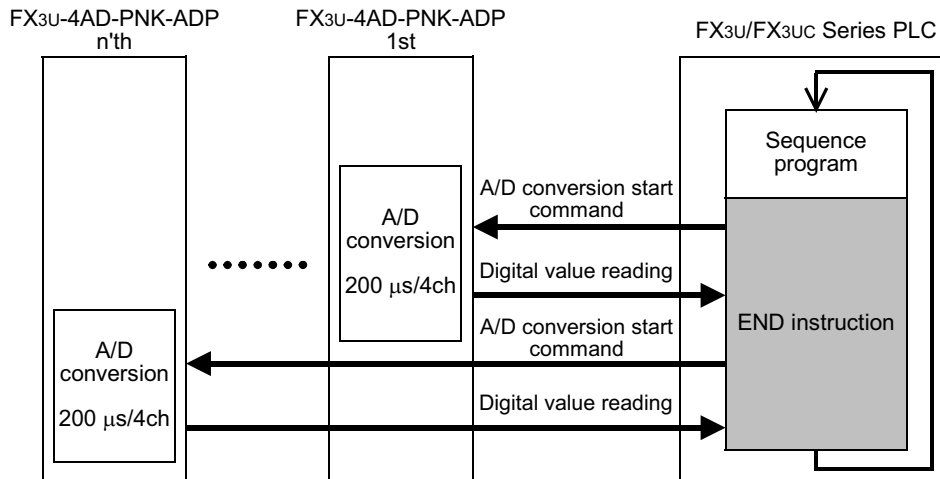 FX3U-4AD-PNK-ADP
n'th
FX3U-4AD-PNK-ADP
1st
FX3U/FX3UC Series PLC
Sequence
program
A/D conversion start
command
A/D
conversion
200 μs/4ch
Digital value reading
END instruction
A/D conversion start
command
A/D
conversion
200 μs/4ch
Digital value reading